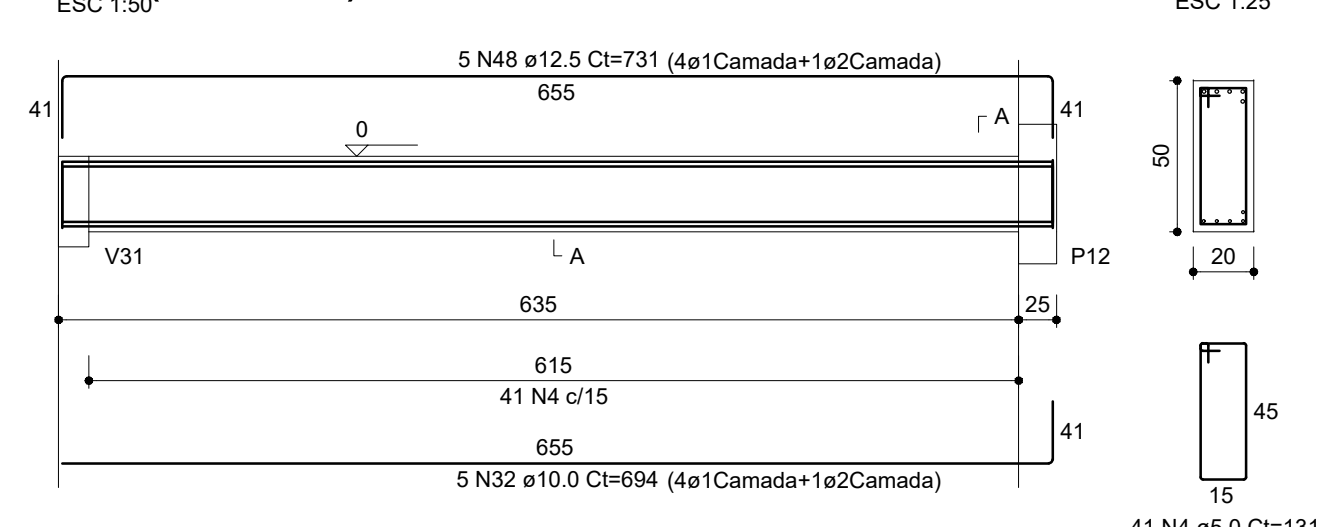 ESC 1:50
ESC 1:25
5 N48 ø12.5 Ct=731 (4ø1Camada+1ø2Camada)
655
41
41
0
A
50
V31
A
P12
20
635
25
615
41 N4 c/15
655
41
45
5 N32 ø10.0 Ct=694 (4ø1Camada+1ø2Camada)
15
41 N4 ø5.0 Ct=131